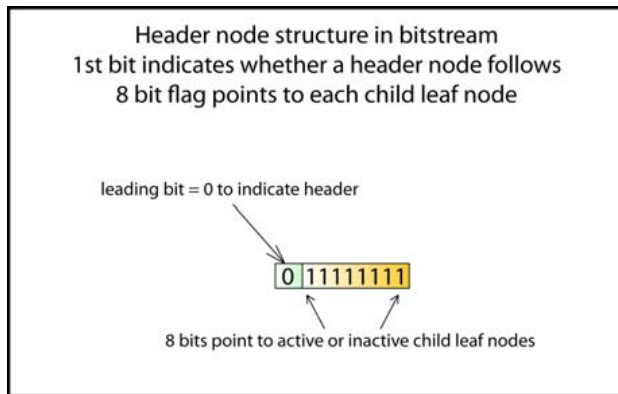 Header node structure in bitstream
1st bit indicates whether a header node follows
8 bit flag points to each child leaf node
leading bit = 0 to indicate header
0 11111111
8 bits point to active or inactive child leaf nodes